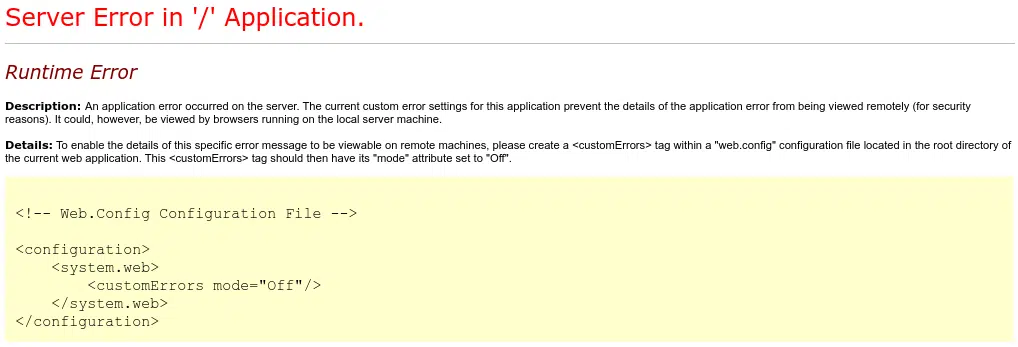 Server Error in '/' Application.
Runtime Error
Description: An application error occurred on the server. The current custom error settings for this application prevent the details of the application error from being viewed remotely (for security
reasons). It could, however, be viewed by browsers running on the local server machine.
Details: To enable the details of this specific error message to be viewable on remote machines, please create a <customErrors> tag within a "web.config" configuration file located in the root directory of
the current web application. This <customErrors> tag should then have its "mode" attribute set to "Off".
<!-- Web.Config Configuration File -->
<configuration>
    <system.web>
        <customErrors mode="Off"/>
    </system.web>
</configuration>